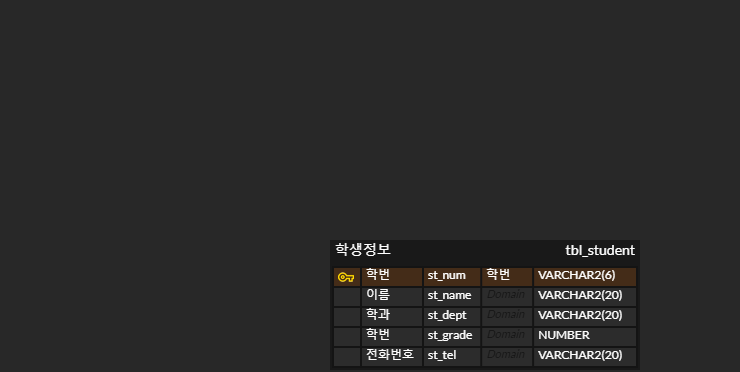 학생정보 tbl_student
학번 st_num 학번 VARCHAR2(6)
이름 st_name Domain VARCHAR2(20)
학과 st_dept Domain VARCHAR2(20)
학번 st_grade Domain NUMBER
전화번호 st_tel Domain VARCHAR2(20)